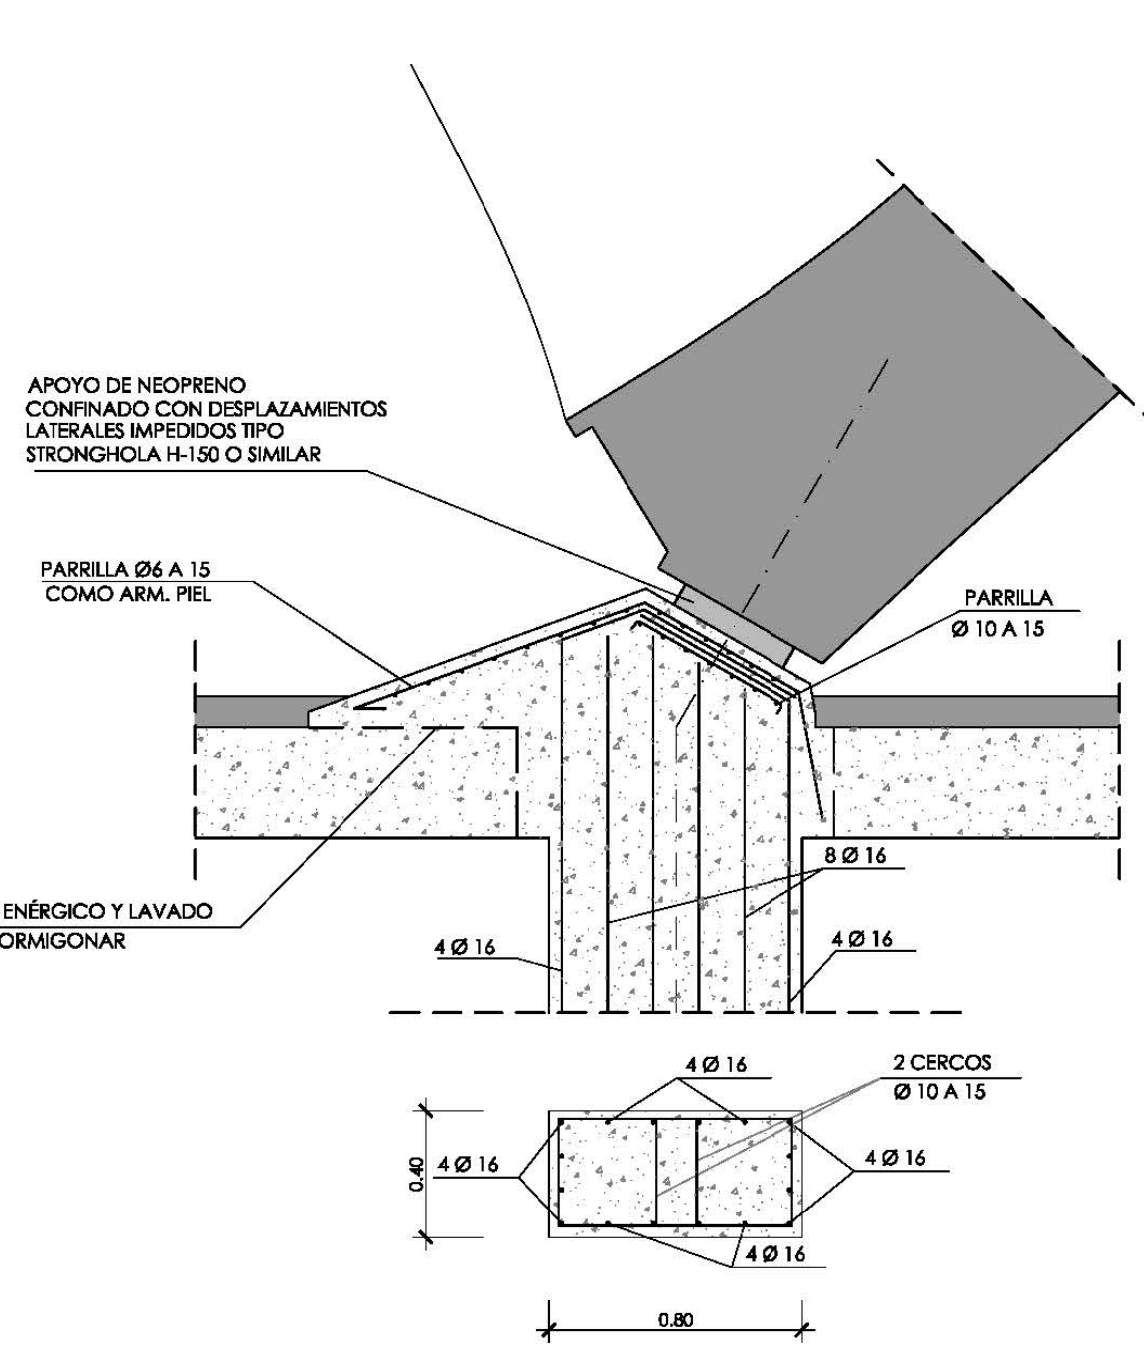 APOYO DE NEOPRENO
CONFINADO CON DESPLAZAMIENTOS
LATERALES IMPEDIDOS TIPO
STRONGHOLA H-150 O SIMILAR
PARRILLA Ø6 A 15
COMO ARM. PIEL
PARRILLA
Ø 10 A 15
8 Ø 16
ENÉRGICO Y LAVADO
ORMIGONAR
4 Ø 16
4 Ø 16
4 Ø 16
2 CERCOS
Ø 10 A 15
0.40
4 Ø 16
4 Ø 16
4 Ø 16
0.80